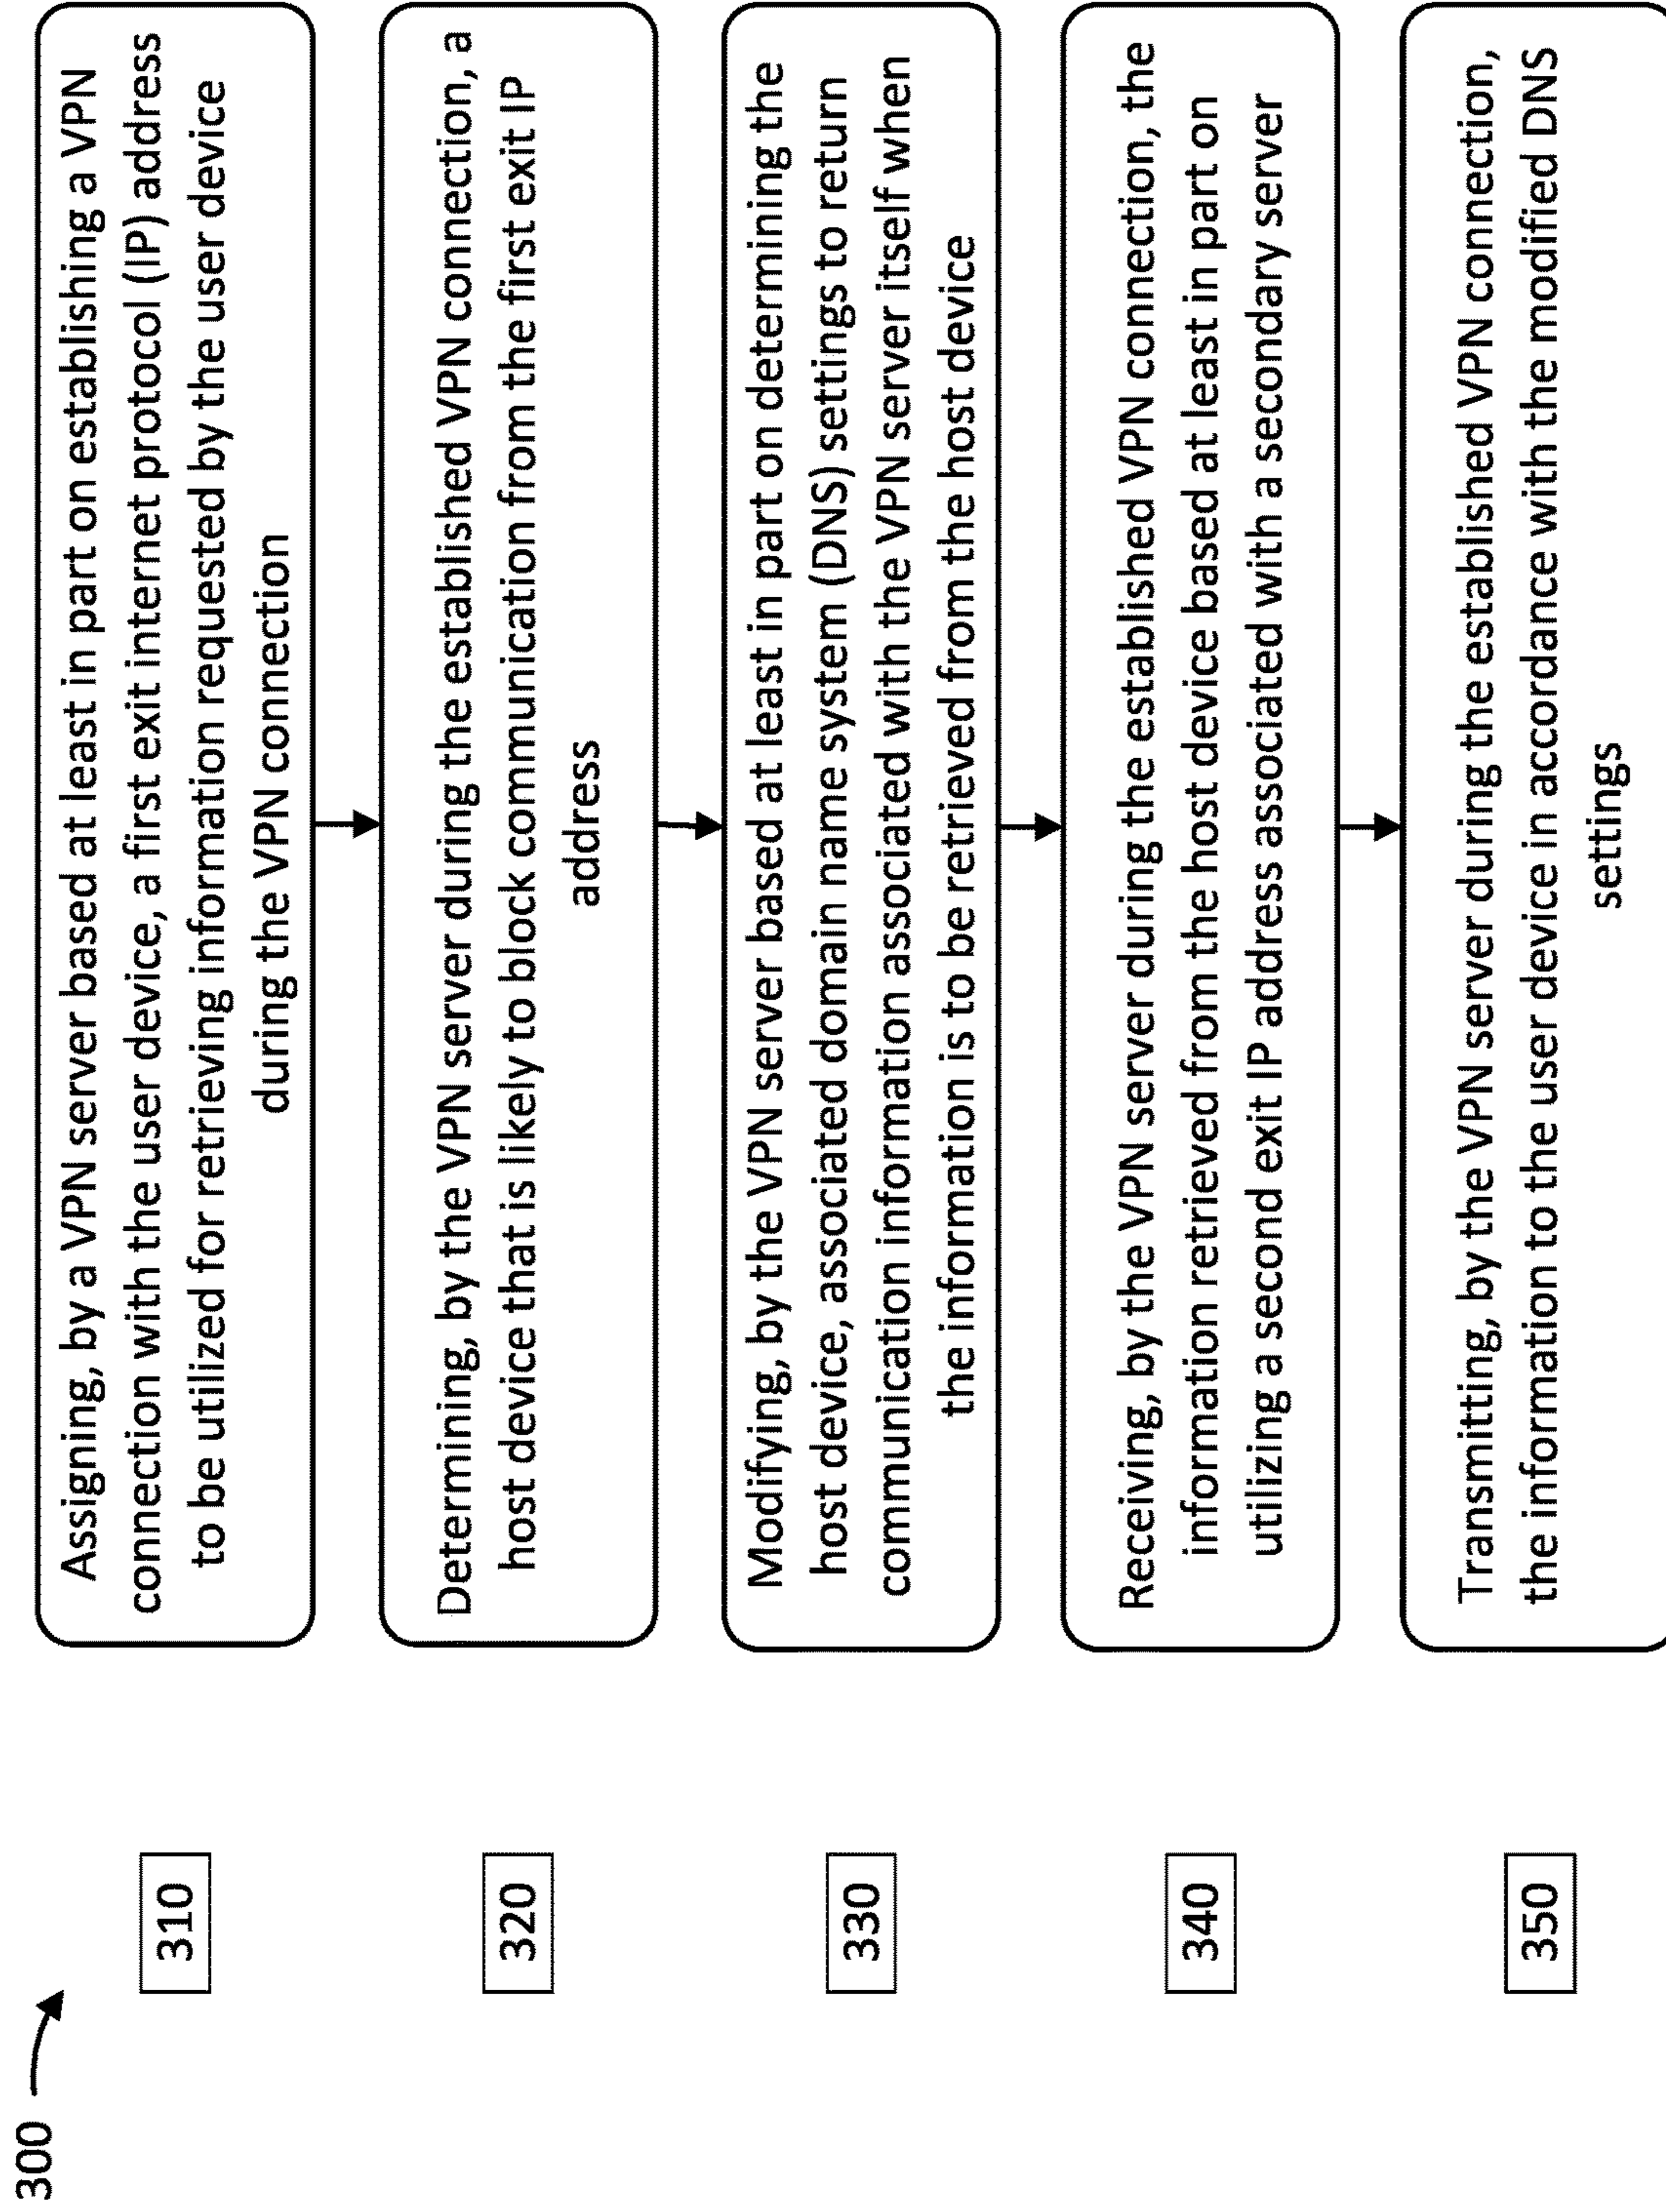 300
310
Assigning, by a VPN server based at least in part on establishing a VPN
connection with the user device, a first exit internet protocol (IP) address
to be utilized for retrieving information requested by the user device
during the VPN connection
320
Determining, by the VPN server during the established VPN connection, a
host device that is likely to block communication from the first exit IP
address
330
Modifying, by the VPN server based at least in part on determining the
host device, associated domain name system (DNS) settings to return
communication information associated with the VPN server itself when
the information is to be retrieved from the host device
340
Receiving, by the VPN server during the established VPN connection, the
information retrieved from the host device based at least in part on
utilizing a second exit IP address associated with a secondary server
350
Transmitting, by the VPN server during the established VPN connection,
the information to the user device in accordance with the modified DNS
settings